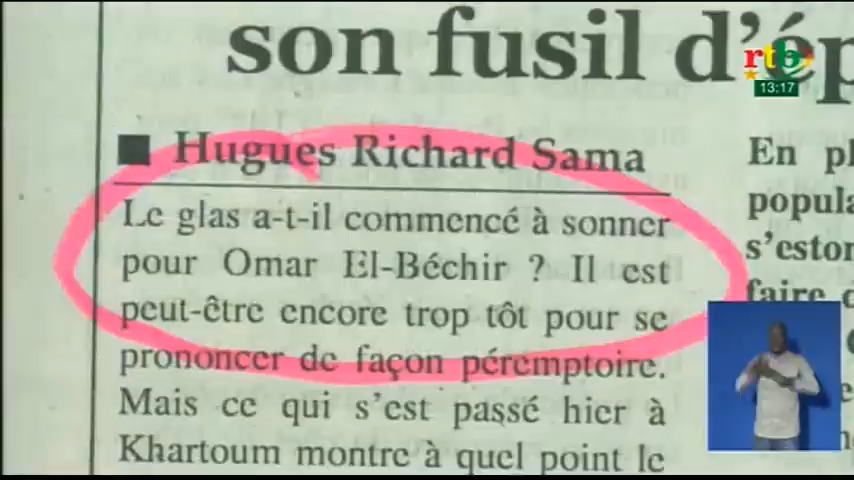 son fusil d'ép
rtb
13:17
■ Hugues Richard Sama
Le glas a-t-il commencé à sonner
pour Omar El-Béchir ? Il est
peut-être encore trop tôt pour se
prononcer de façon péremptoire.
Mais ce qui s'est passé hier à
Khartoum montre à quel point le
En pl
popula
s'eston
faire d